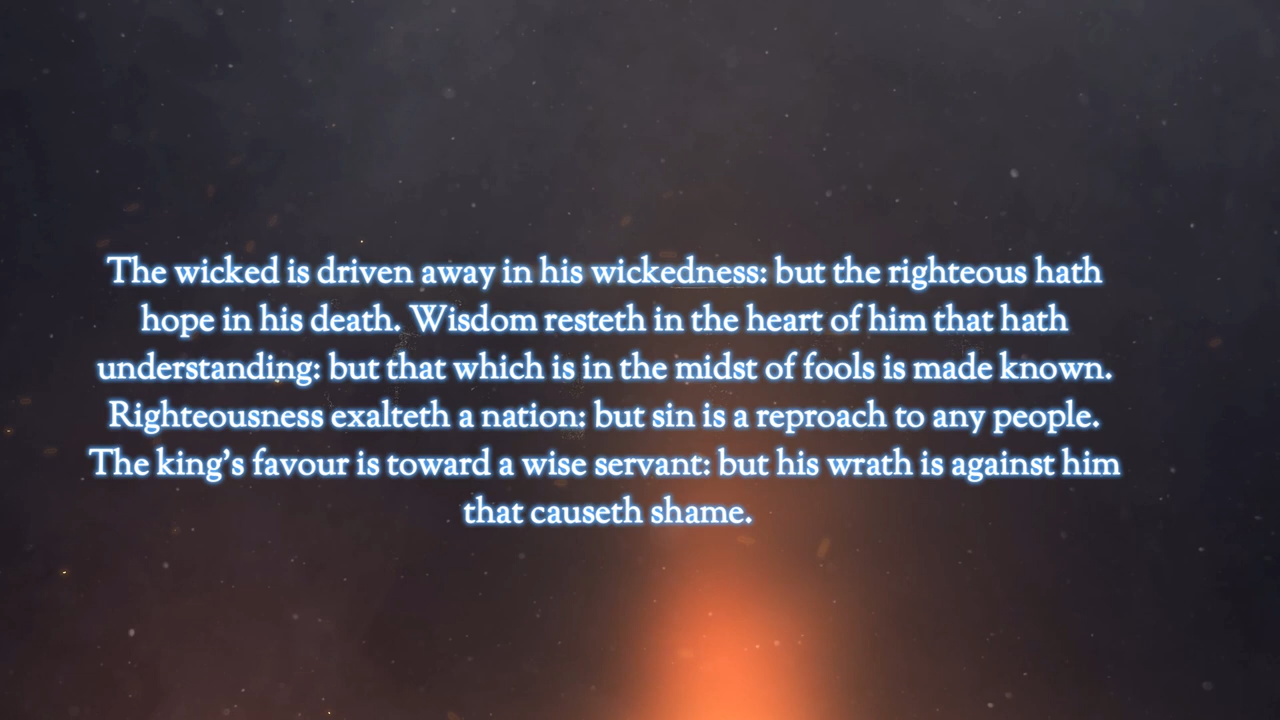 The wicked is driven away in his wickedness: but the righteous hath
hope in his death. Wisdom resteth in the heart of him that hath
understanding: but that which is in the midst of fools is made known.
Righteousness exalteth a nation: but sin is a reproach to any people.
The king’s favour is toward a wise servant: but his wrath is against him
that causeth shame.